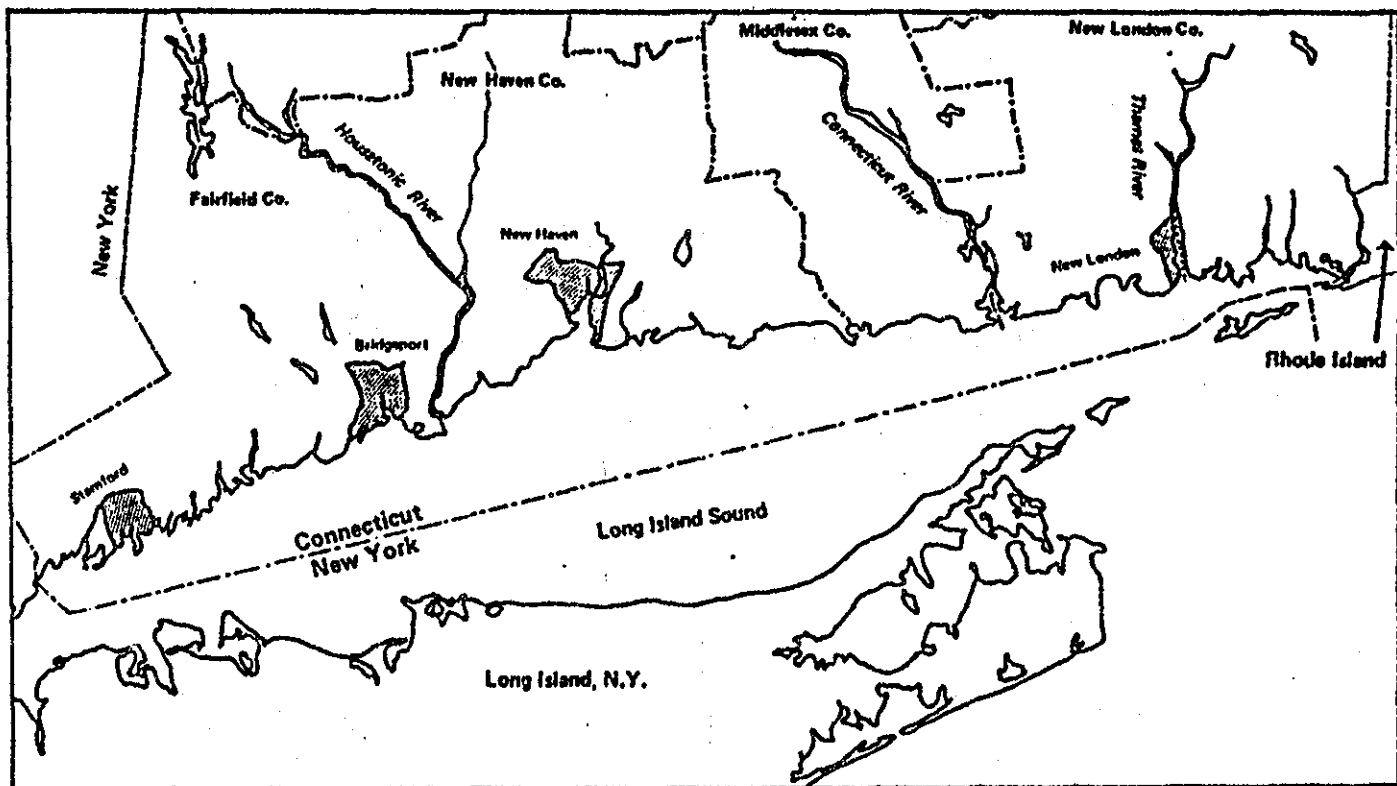 Middlesex Co.
New London Co.
New Haven Co.
Thames River
Housatonic River
Connecticut River
Fairfield Co.
New York
New Haven
New London
Bridgeport
Rhode Island
Stamford
Long Island Sound
Connecticut
New York
Long Island, N.Y.